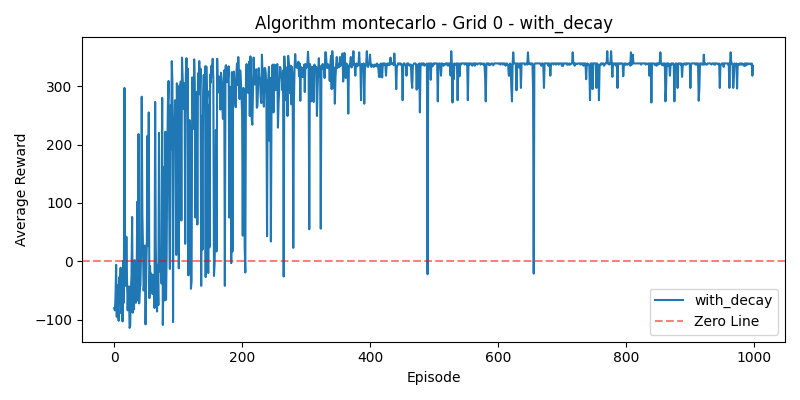 Algorithm montecarlo - Grid 0 - with_decay
Average Reward
300
200
100
0
−100
0
200
400
600
800
1000
Episode
with_decay
Zero Line